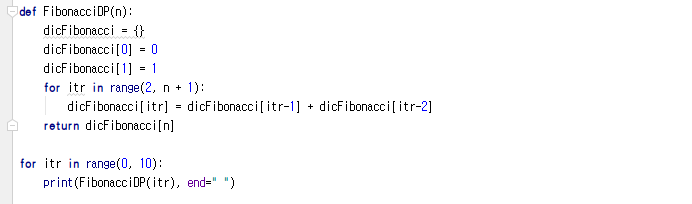 def FibonacciDP(n):
    dicFibonacci = {}
    dicFibonacci[0] = 0
    dicFibonacci[1] = 1
    for itr in range(2, n + 1):
        dicFibonacci[itr] = dicFibonacci[itr-1] + dicFibonacci[itr-2]
    return dicFibonacci[n]

for itr in range(0, 10):
    print(FibonacciDP(itr), end=" ")